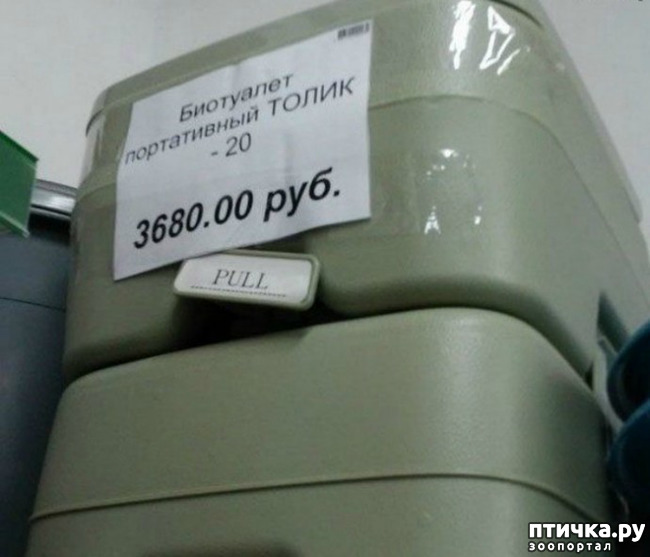 Биотуалет
портативный ТОЛИК
- 20
3680.00 руб.
PULL
птичка.ру
зоопортал